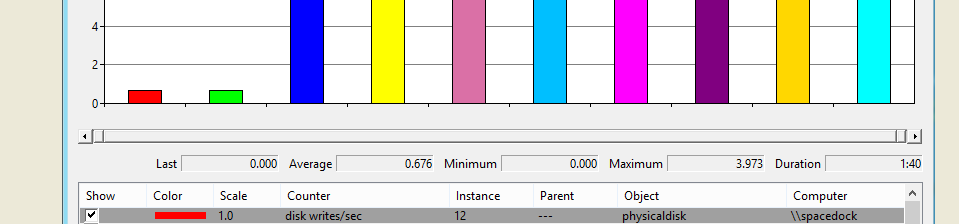 4
2
0
Last 0.000 Average 0.676 Minimum 0.000 Maximum 3.973 Duration 1:40
Show Color Scale Counter Instance Parent Object Computer
1.0 disk writes/sec 12 --- physicaldisk \\spacedock